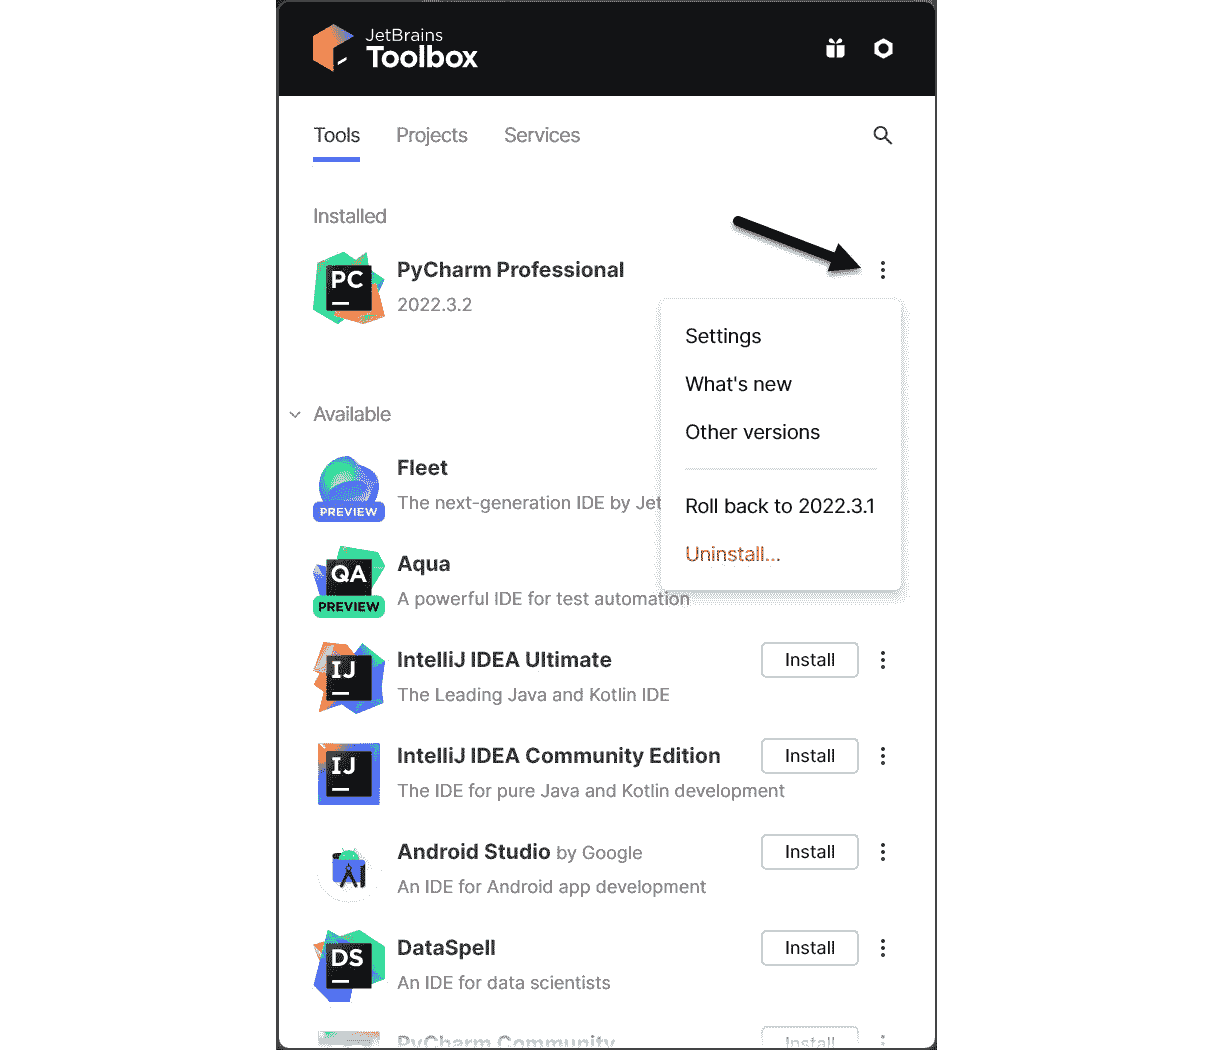 JetBrains
Toolbox
Tools Projects Services
Installed
PC
PyCharm Professional
2022.3.2
Settings
What's new
Other versions
Roll back to 2022.3.1
Uninstall...
Available
Fleet
The next-generation IDE by Jet
PREVIEW
QA
Aqua
A powerful IDE for test automation
PREVIEW
IJ
IntelliJ IDEA Ultimate Install
The Leading Java and Kotlin IDE
IJ
IntelliJ IDEA Community Edition Install
The IDE for pure Java and Kotlin development
Android Studio by Google Install
An IDE for Android app development
DS
DataSpell Install
An IDE for data scientists
PyCharm Community Install